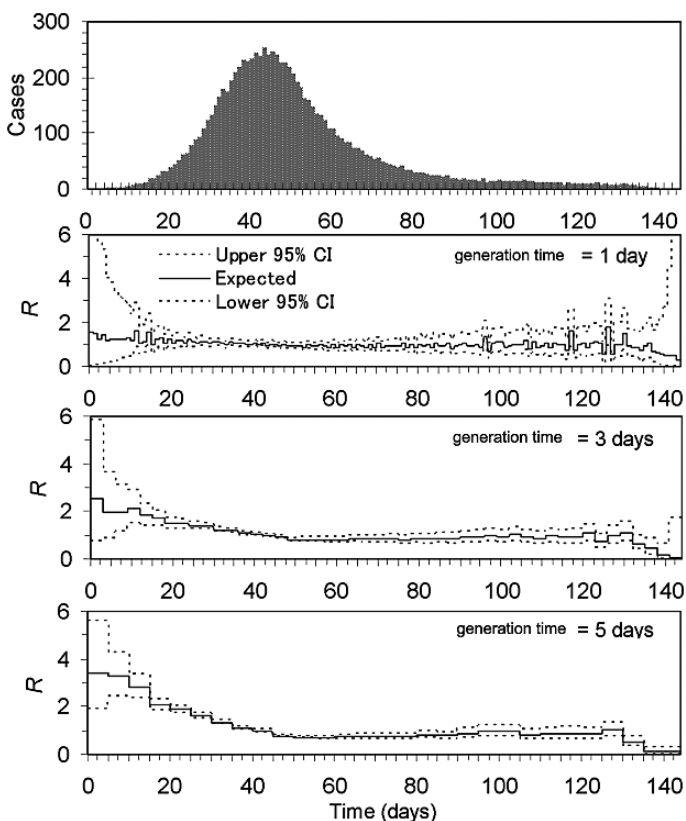 300
200
100
0
Cases
0 20 40 60 80 100 120 140
6
4
2
0
R
Upper 95% CI
Expected
Lower 95% CI
generation time = 1 day
0 20 40 60 80 100 120 140
6
4
2
0
R
generation time = 3 days
0 20 40 60 80 100 120 140
6
4
2
0
R
generation time = 5 days
0 20 40 60 80 100 120 140
Time (days)